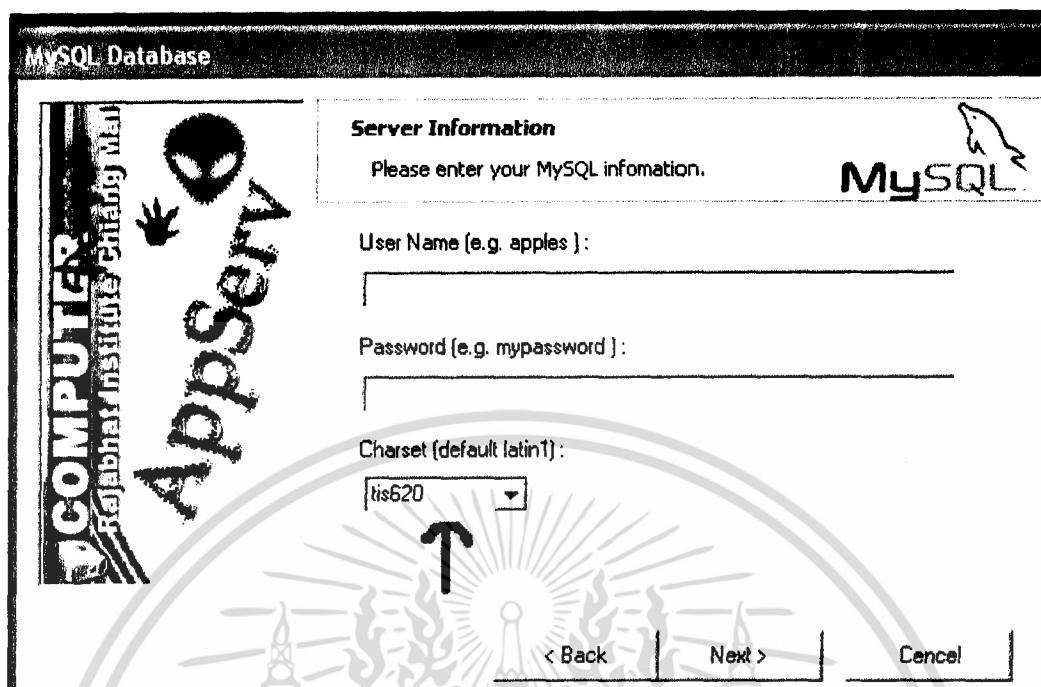 MySQL Database
COMPUTER
Rajabhat Institute Chiang Mai
AppServ
Server Information
Please enter your MySQL infomation.
MySQL
User Name (e.g. apples ) :
Password (e.g. mypassword ) :
Charset (default latin1) :
tis620
< Back
Next >
Cancel